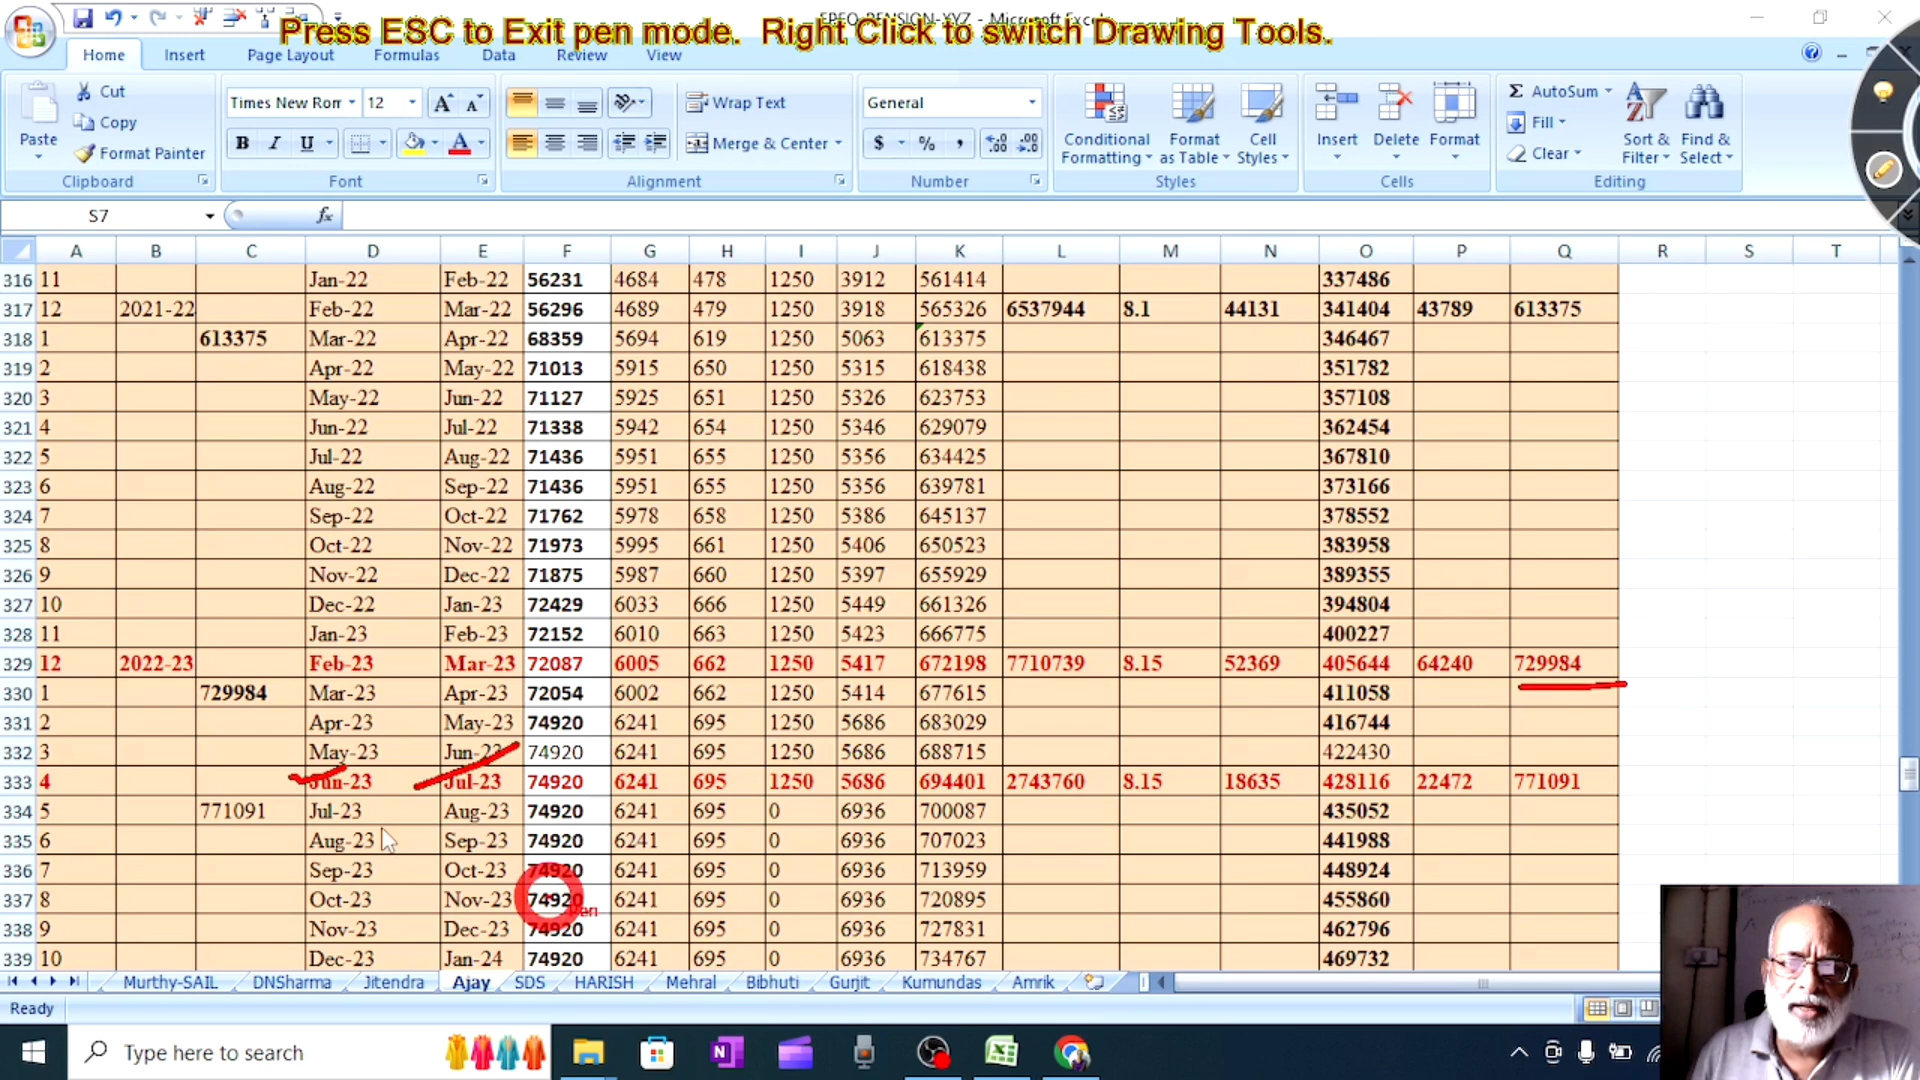 EPFO-PENSION-XYZ - Microsoft Excel
Press ESC to Exit pen mode. Right Click to switch Drawing Tools.
Home Insert Page Layout Formulas Data Review View
Paste Cut Copy Format Painter Clipboard
Times New Rom 12 A A B I U A Font
Wrap Text Merge & Center Alignment
General $ % , .00 .00 Number
Conditional Formatting Format as Table Cell Styles Styles
Insert Delete Format Cells
Σ AutoSum Fill Clear Sort & Filter Find & Select Editing
S7 fx
A B C D E F G H I J K L M N O P Q R S T
316 11 Jan-22 Feb-22 56231 4684 478 1250 3912 561414 337486
317 12 2021-22 Feb-22 Mar-22 56296 4689 479 1250 3918 565326 6537944 8.1 44131 341404 43789 613375
318 1 613375 Mar-22 Apr-22 68359 5694 619 1250 5063 613375 346467
319 2 Apr-22 May-22 71013 5915 650 1250 5315 618438 351782
320 3 May-22 Jun-22 71127 5925 651 1250 5326 623753 357108
321 4 Jun-22 Jul-22 71338 5942 654 1250 5346 629079 362454
322 5 Jul-22 Aug-22 71436 5951 655 1250 5356 634425 367810
323 6 Aug-22 Sep-22 71436 5951 655 1250 5356 639781 373166
324 7 Sep-22 Oct-22 71762 5978 658 1250 5386 645137 378552
325 8 Oct-22 Nov-22 71973 5995 661 1250 5406 650523 383958
326 9 Nov-22 Dec-22 71875 5987 660 1250 5397 655929 389355
327 10 Dec-22 Jan-23 72429 6033 666 1250 5449 661326 394804
328 11 Jan-23 Feb-23 72152 6010 663 1250 5423 666775 400227
329 12 2022-23 Feb-23 Mar-23 72087 6005 662 1250 5417 672198 7710739 8.15 52369 405644 64240 729984
330 1 729984 Mar-23 Apr-23 72054 6002 662 1250 5414 677615 411058
331 2 Apr-23 May-23 74920 6241 695 1250 5686 683029 416744
332 3 May-23 Jun-23 74920 6241 695 1250 5686 688715 422430
333 4 Jun-23 Jul-23 74920 6241 695 1250 5686 694401 2743760 8.15 18635 428116 22472 771091
334 5 771091 Jul-23 Aug-23 74920 6241 695 0 6936 700087 435052
335 6 Aug-23 Sep-23 74920 6241 695 0 6936 707023 441988
336 7 Sep-23 Oct-23 74920 6241 695 0 6936 713959 448924
337 8 Oct-23 Nov-23 74920 6241 695 0 6936 720895 455860
Pen
338 9 Nov-23 Dec-23 74920 6241 695 0 6936 727831 462796
339 10 Dec-23 Jan-24 74920 6241 695 0 6936 734767 469732
Murthy-SAIL DNSharma Jitendra Ajay SDS HARISH Mehral Bibhuti Gurjit Kumundas Amrik
Ready
Type here to search